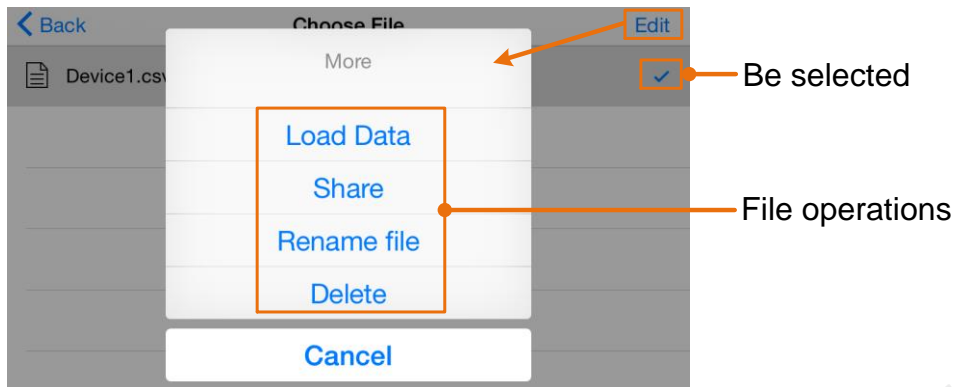 Back
Choose File
Edit
Device1.csv
More
Be selected
Load Data
Share
File operations
Rename file
Delete
Cancel